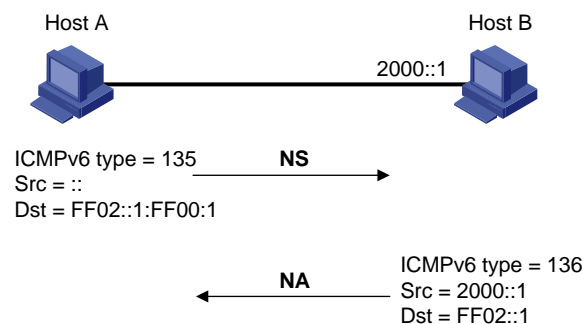 Host A
Host B
2000::1
ICMPv6 type = 135
Src = ::
Dst = FF02::1:FF00:1
NS
NA
ICMPv6 type = 136
Src = 2000::1
Dst = FF02::1